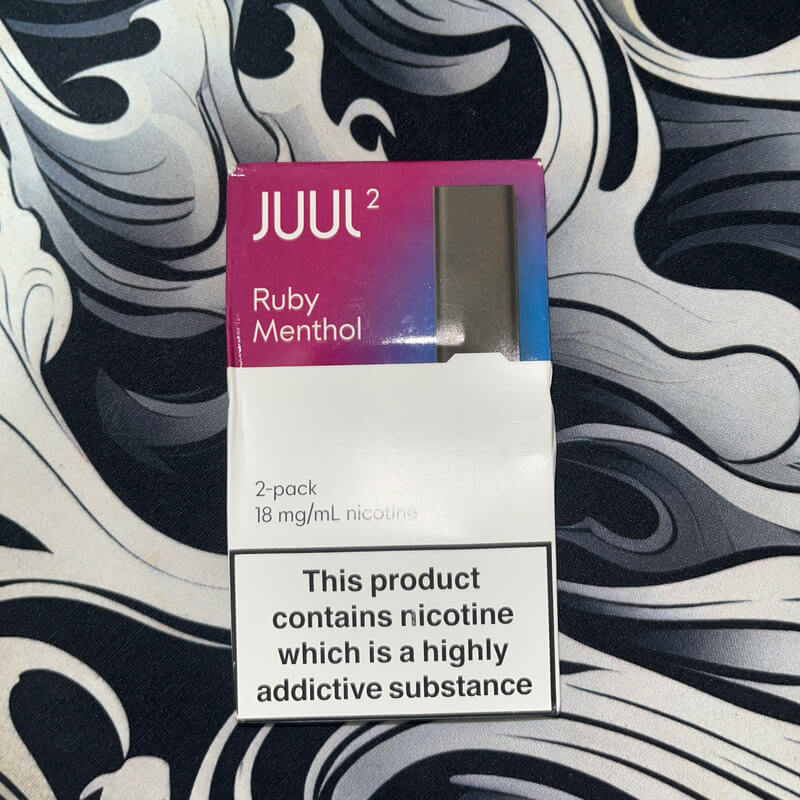 JUUL²
Ruby
Menthol
2-pack
18 mg/mL nicotine
This product
contains nicotine
which is a highly
addictive substance